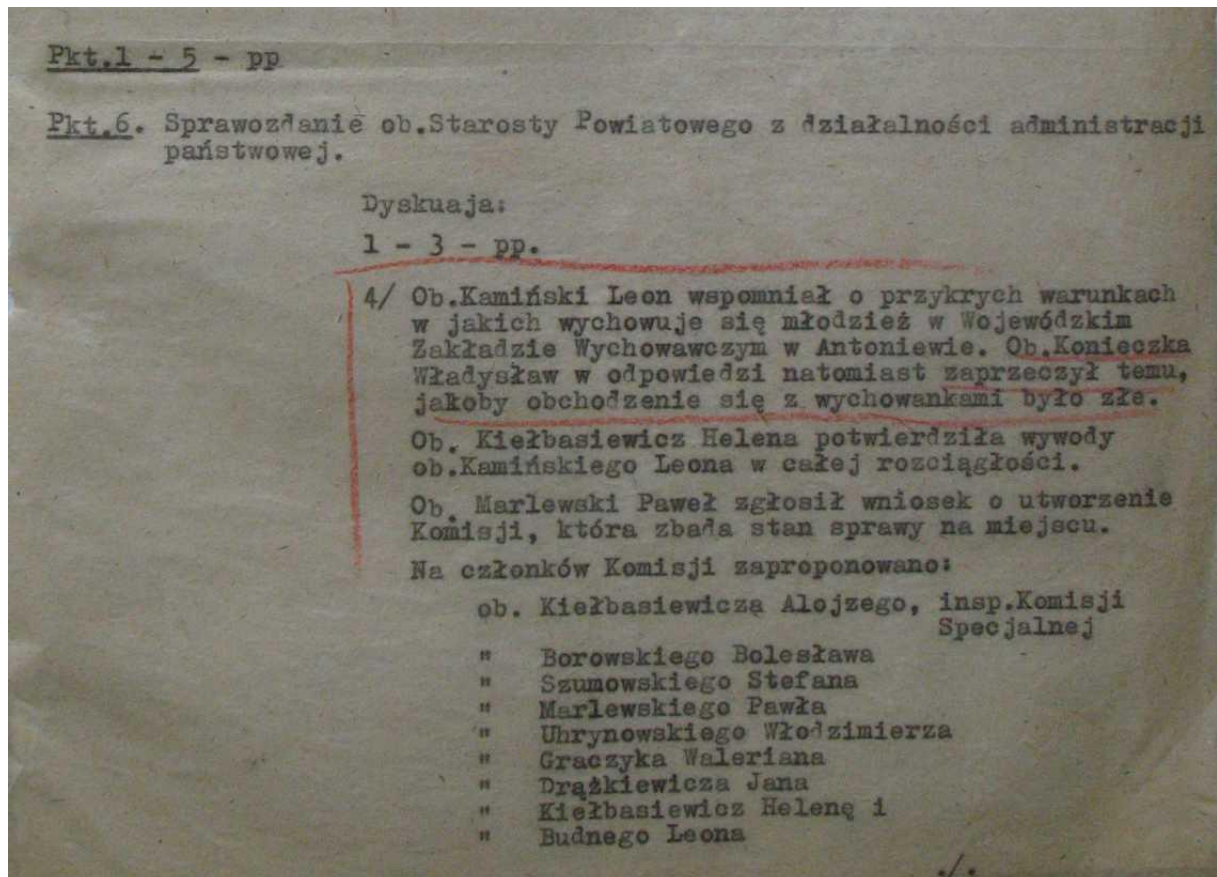 Pkt.1 - 5 - pp
Pkt.6. Sprawozdanie ob.Starosty Powiatowego z działalności administracji
państwowej.
Dyskuaja:
1 - 3 - pp.
4/ Ob.Kamiński Leon wspomniał o przykrych warunkach
w jakich wychowuje się młodzież w Wojewódzkim
Zakładzie Wychowawczym w Antoniewie. Ob.Konieczka
Władysław w odpowiedzi natomiast zaprzeczył temu,
jakoby obchodzenie się z wychowankami było złe.
Ob. Kiełbasiewicz Helena potwierdziła wywody
ob.Kamińskiego Leona w całej rozciągłości.
Ob. Marlewski Paweł zgłosił wniosek o utworzenie
Komisji, która zbada stan sprawy na miejscu.
Na członków Komisji zaproponowano:
ob. Kiełbasiewicza Alojzego, insp.Komisji
Specjalnej
" Borowskiego Bolesława
" Szumowskiego Stefana
" Marlewskiego Pawła
" Uhrynowskiego Włodzimierza
" Graczyka Waleriana
" Drążkiewicza Jana
" Kiełbasiewicz Helenę i
" Budnego Leona
./.